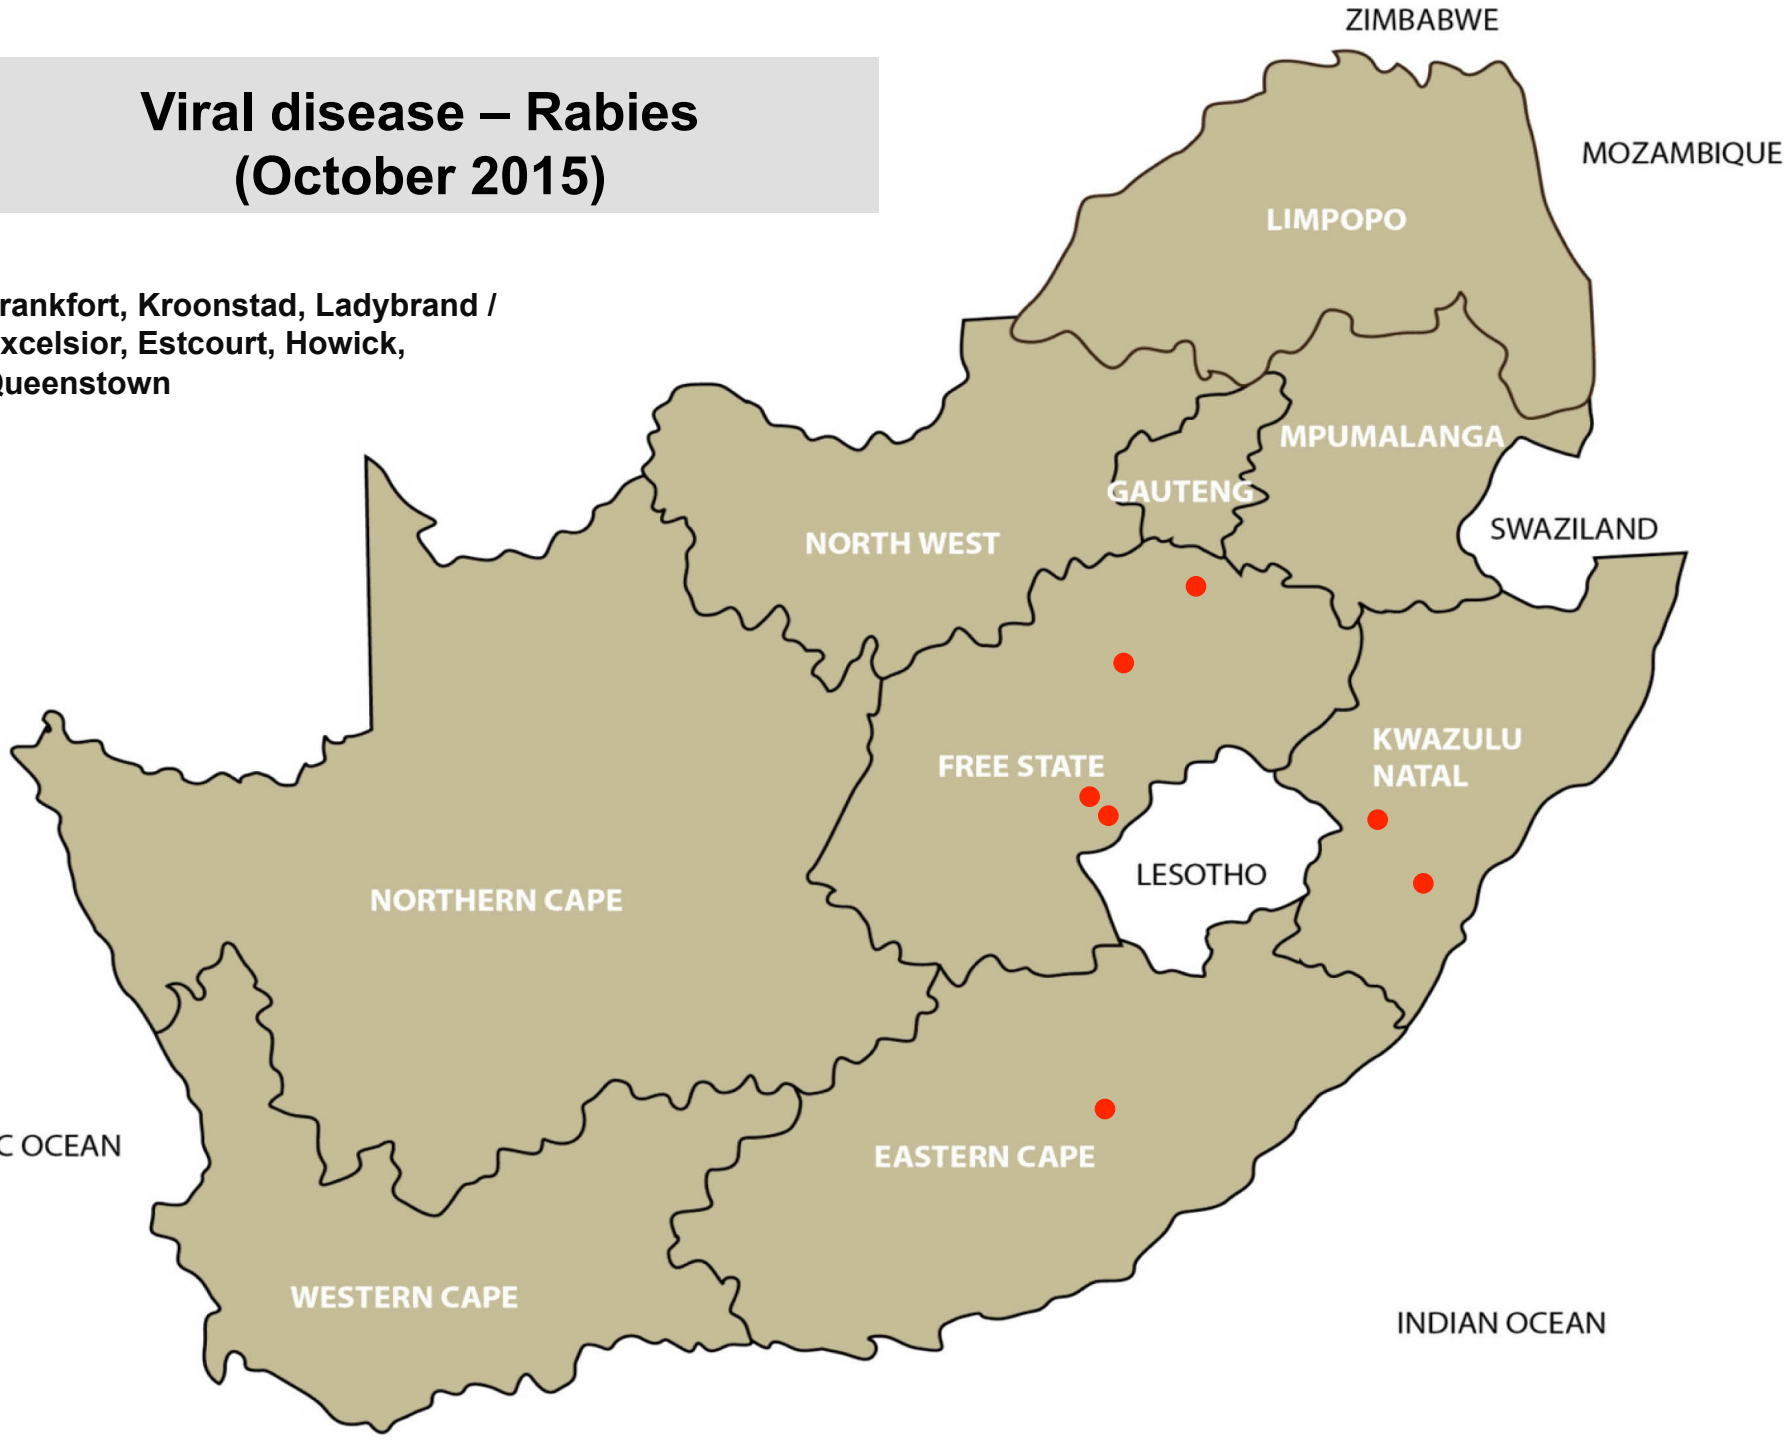 ZIMBABWE
Viral disease – Rabies
(October 2015)
MOZAMBIQUE
LIMPOPO
rankfort, Kroonstad, Ladybrand /
xcelsior, Estcourt, Howick,
Queenstown
MPUMALANGA
GAUTENG
NORTH WEST
SWAZILAND
KWAZULU
NATAL
FREE STATE
LESOTHO
NORTHERN CAPE
C OCEAN
EASTERN CAPE
WESTERN CAPE
INDIAN OCEAN